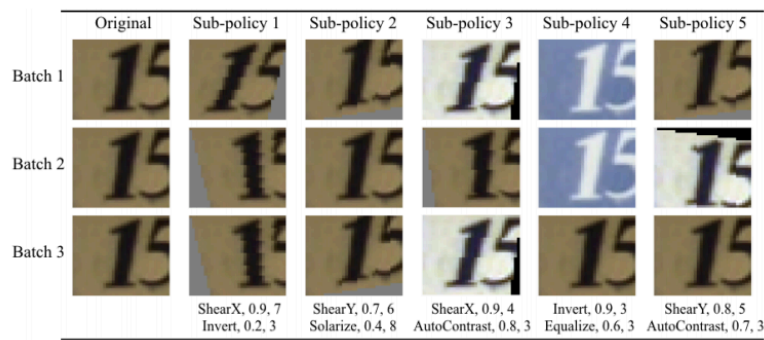 Original Sub-policy 1 Sub-policy 2 Sub-policy 3 Sub-policy 4 Sub-policy 5
Batch 1 15 15 15 15 15 15
Batch 2 15 15 15 15 15 15
Batch 3 15 15 15 15 15 15
ShearX, 0.9, 7 ShearY, 0.7, 6 ShearX, 0.9, 4 Invert, 0.9, 3 ShearY, 0.8, 5
Invert, 0.2, 3 Solarize, 0.4, 8 AutoContrast, 0.8, 3 Equalize, 0.6, 3 AutoContrast, 0.7, 3